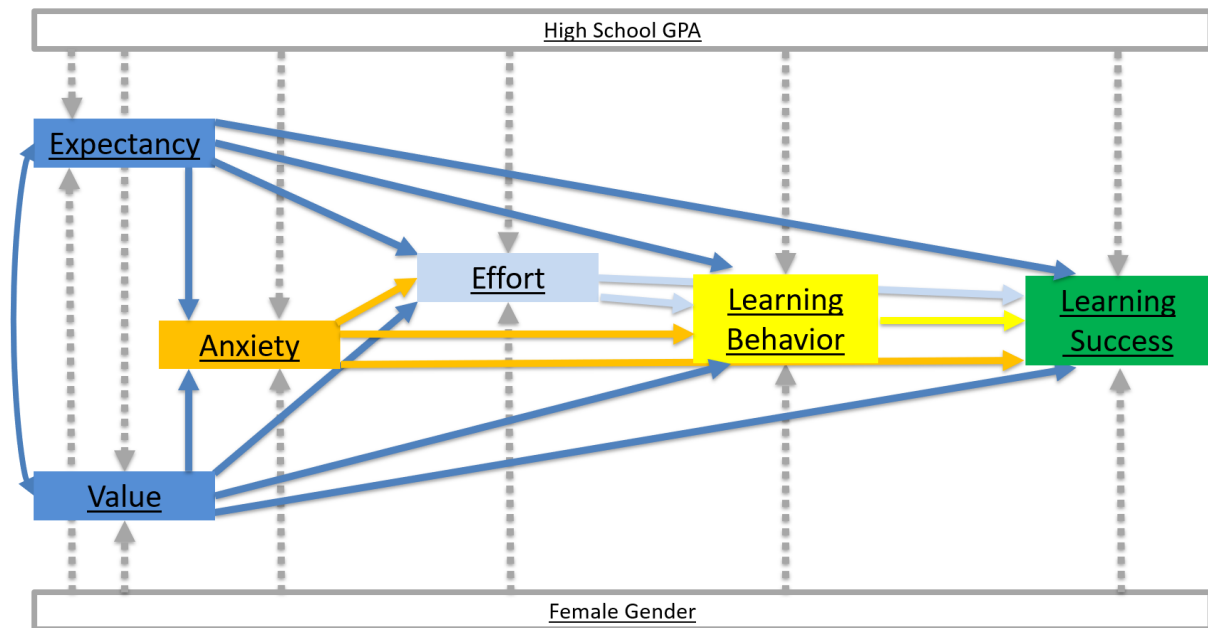 High School GPA
Expectancy
Effort
Learning
Behavior
Learning
Success
Anxiety
Value
Female Gender